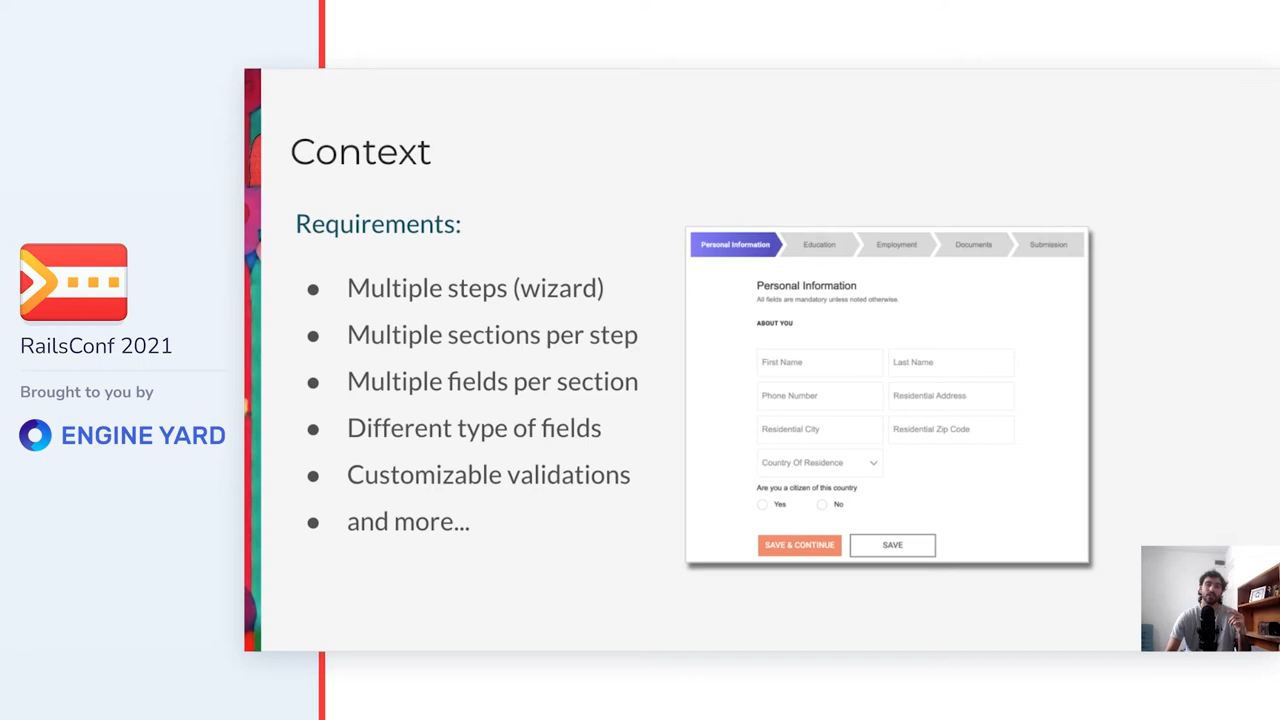 RailsConf 2021
Brought to you by
ENGINE YARD
Context
Requirements:
● Multiple steps (wizard)
● Multiple sections per step
● Multiple fields per section
● Different type of fields
● Customizable validations
● and more...
Personal Information Education Employment Documents Submission
Personal Information
All fields are mandatory unless noted otherwise.
ABOUT YOU
First Name Last Name
Phone Number Residential Address
Residential City Residential Zip Code
Country Of Residence
Are you a citizen of this country
Yes No
SAVE & CONTINUE SAVE